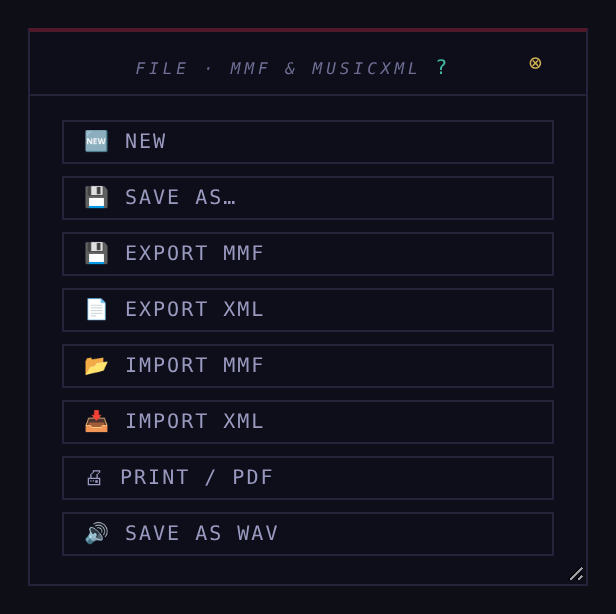 FILE · MMF & MUSICXML ?
🆕 NEW
💾 SAVE AS…
💾 EXPORT MMF
📄 EXPORT XML
📂 IMPORT MMF
📥 IMPORT XML
🖨 PRINT / PDF
🔊 SAVE AS WAV